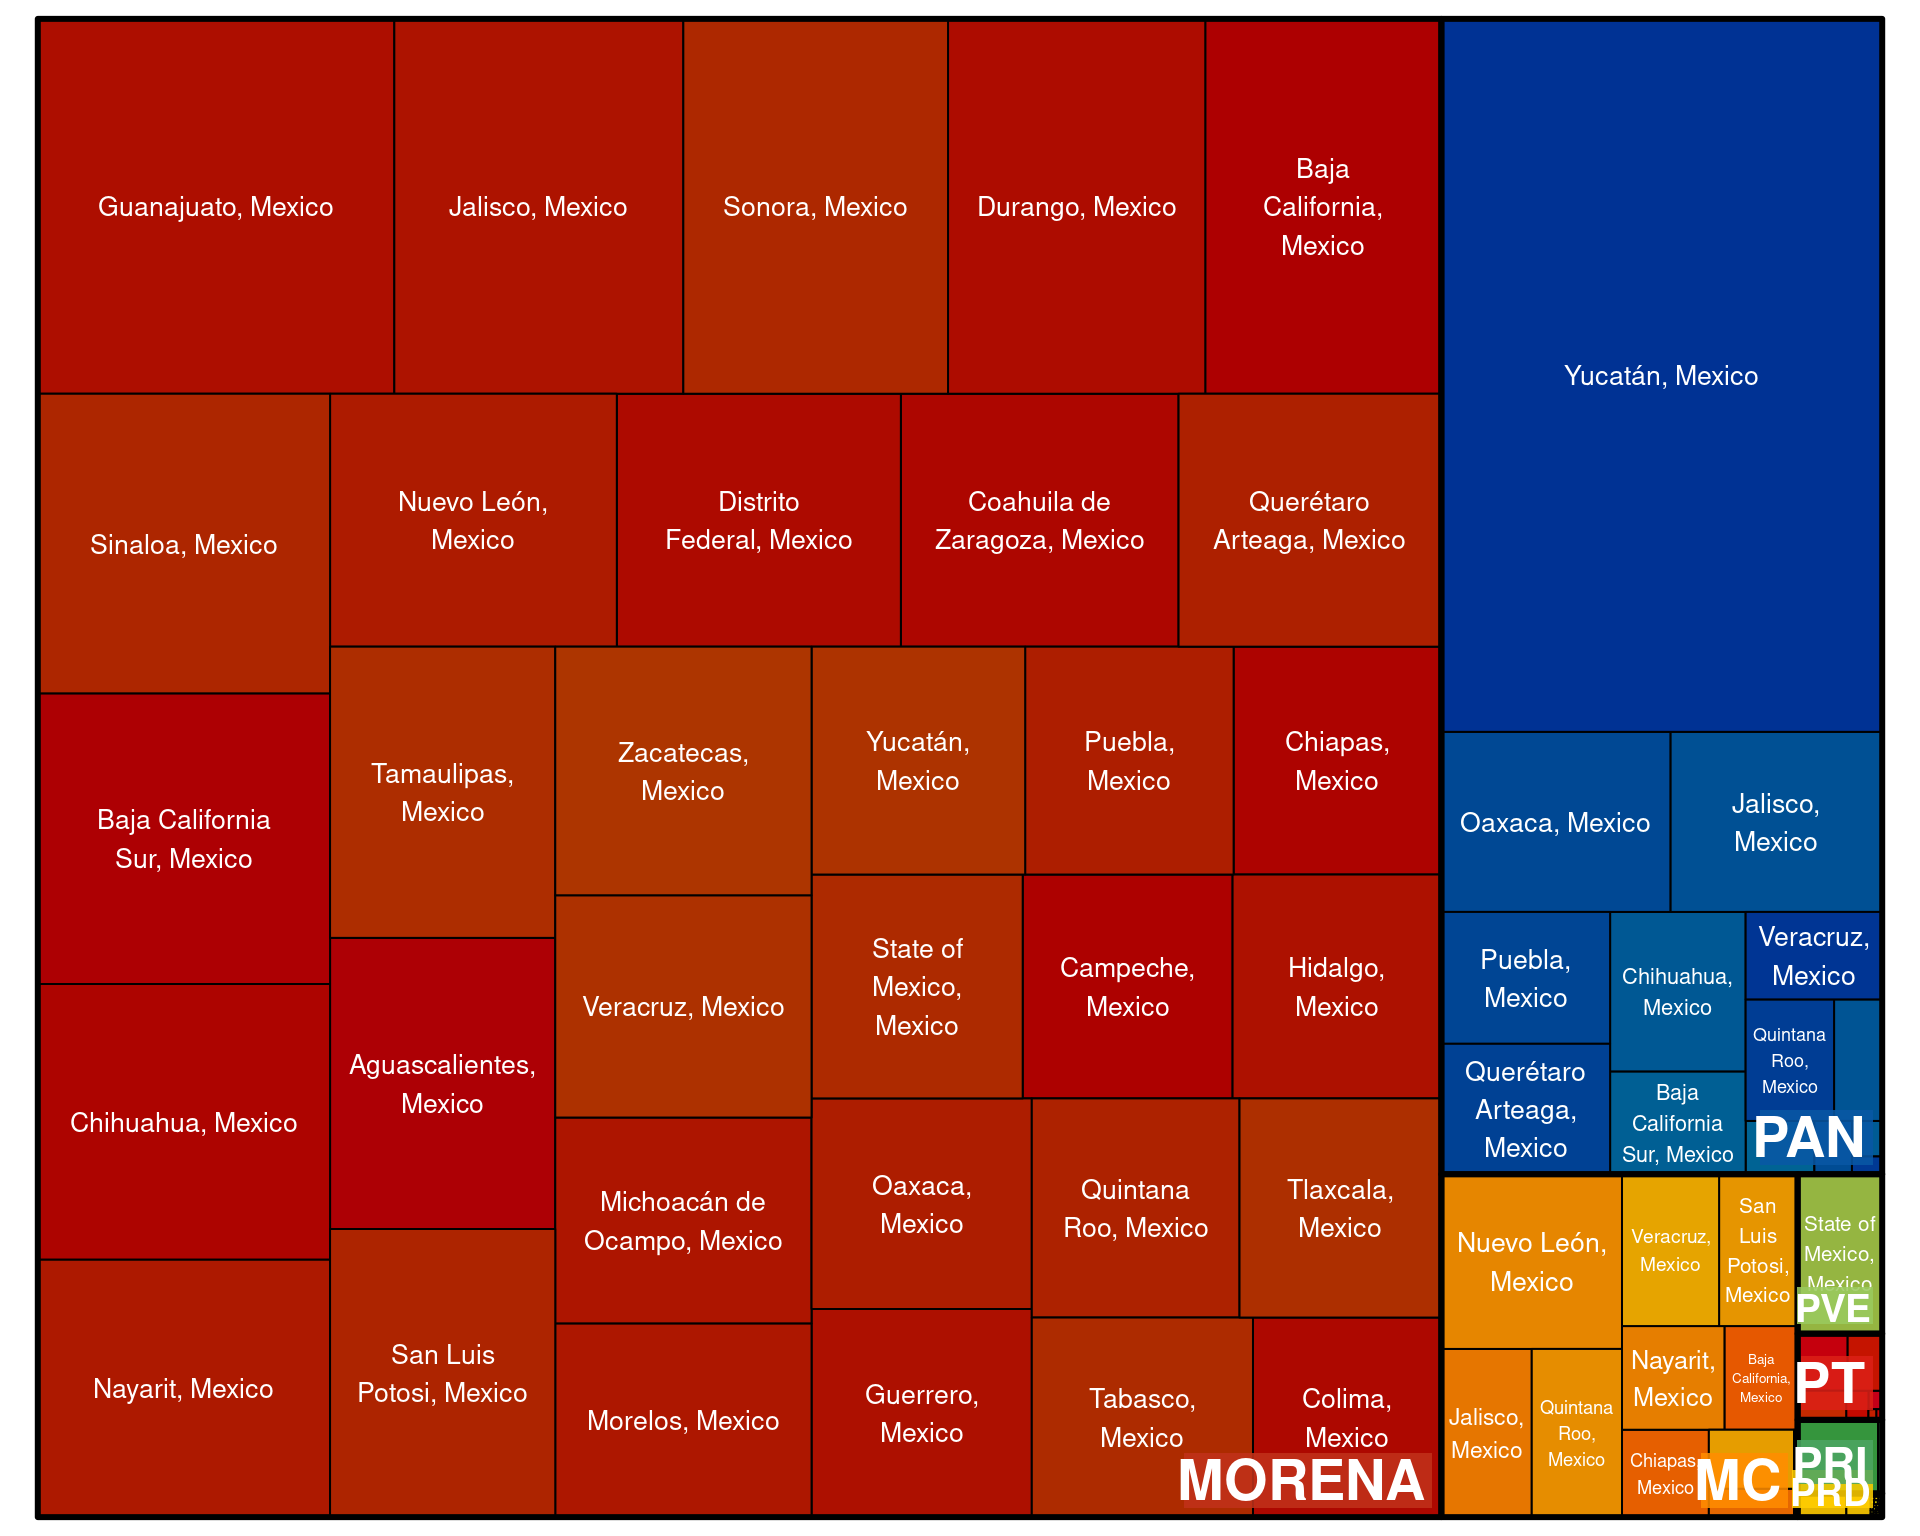 Guanajuato, Mexico
Jalisco, Mexico
Sonora, Mexico
Durango, Mexico
Baja
California,
Mexico
Sinaloa, Mexico
Nuevo León,
Mexico
Distrito
Federal, Mexico
Coahuila de
Zaragoza, Mexico
Querétaro
Arteaga, Mexico
Baja California
Sur, Mexico
Tamaulipas,
Mexico
Zacatecas,
Mexico
Yucatán,
Mexico
Puebla,
Mexico
Chiapas,
Mexico
Chihuahua, Mexico
Aguascalientes,
Mexico
Veracruz, Mexico
State of
Mexico,
Mexico
Campeche,
Mexico
Hidalgo,
Mexico
Nayarit, Mexico
San Luis
Potosi, Mexico
Michoacán de
Ocampo, Mexico
Morelos, Mexico
Oaxaca,
Mexico
Quintana
Roo, Mexico
Tlaxcala,
Mexico
Guerrero,
Mexico
Tabasco,
Mexico
Colima,
Mexico
MORENA
Yucatán, Mexico
Oaxaca, Mexico
Jalisco,
Mexico
Puebla,
Mexico
Chihuahua,
Mexico
Veracruz,
Mexico
Querétaro
Arteaga,
Mexico
Baja
California
Sur, Mexico
Quintana
Roo,
Mexico
PAN
Nuevo León,
Mexico
Veracruz,
Mexico
San
Luis
Potosi,
Mexico
Jalisco,
Mexico
Quintana
Roo,
Mexico
Nayarit,
Mexico
Baja
California,
Mexico
Chiapas
Mexico
MC
State of
Mexico,
Mexico
PVE
PT
PRI
PRD